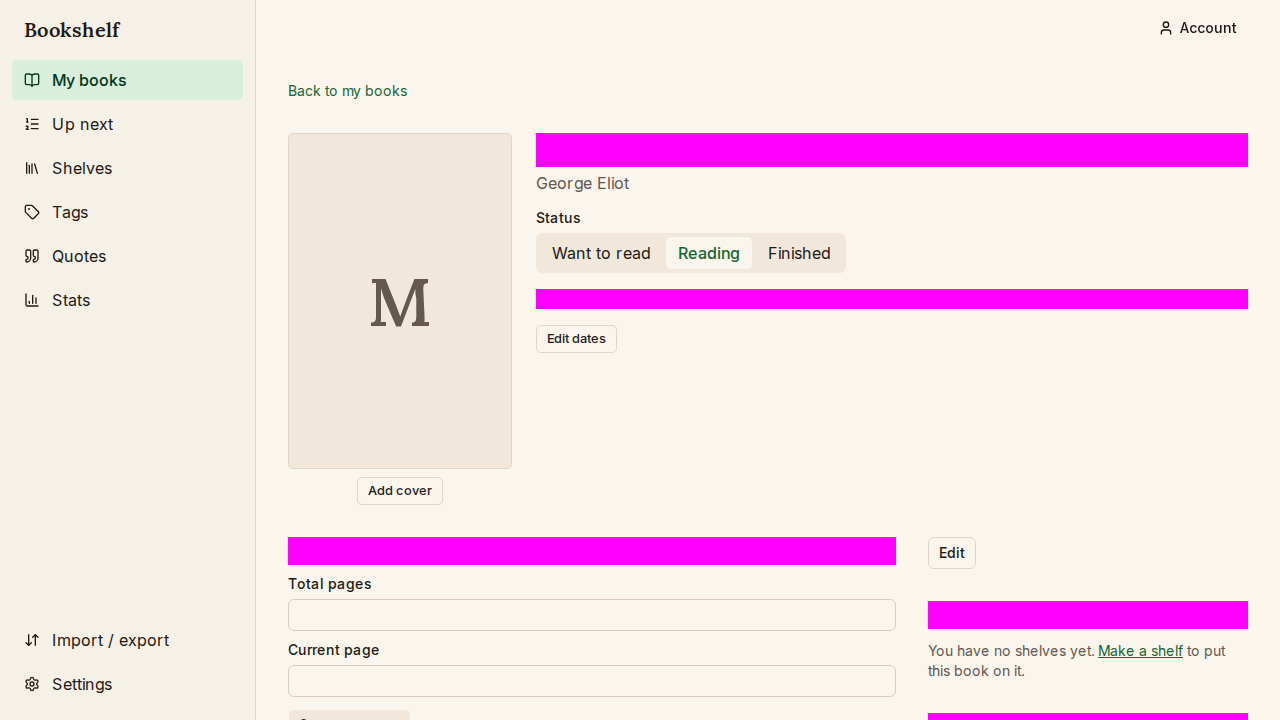 Bookshelf
My books
Up next
Shelves
Tags
Quotes
Stats
Import / export
Settings
Account
Back to my books
M
Add cover
George Eliot
Status
Want to read
Reading
Finished
Edit dates
Total pages
Current page
Edit
You have no shelves yet. Make a shelf to put
this book on it.